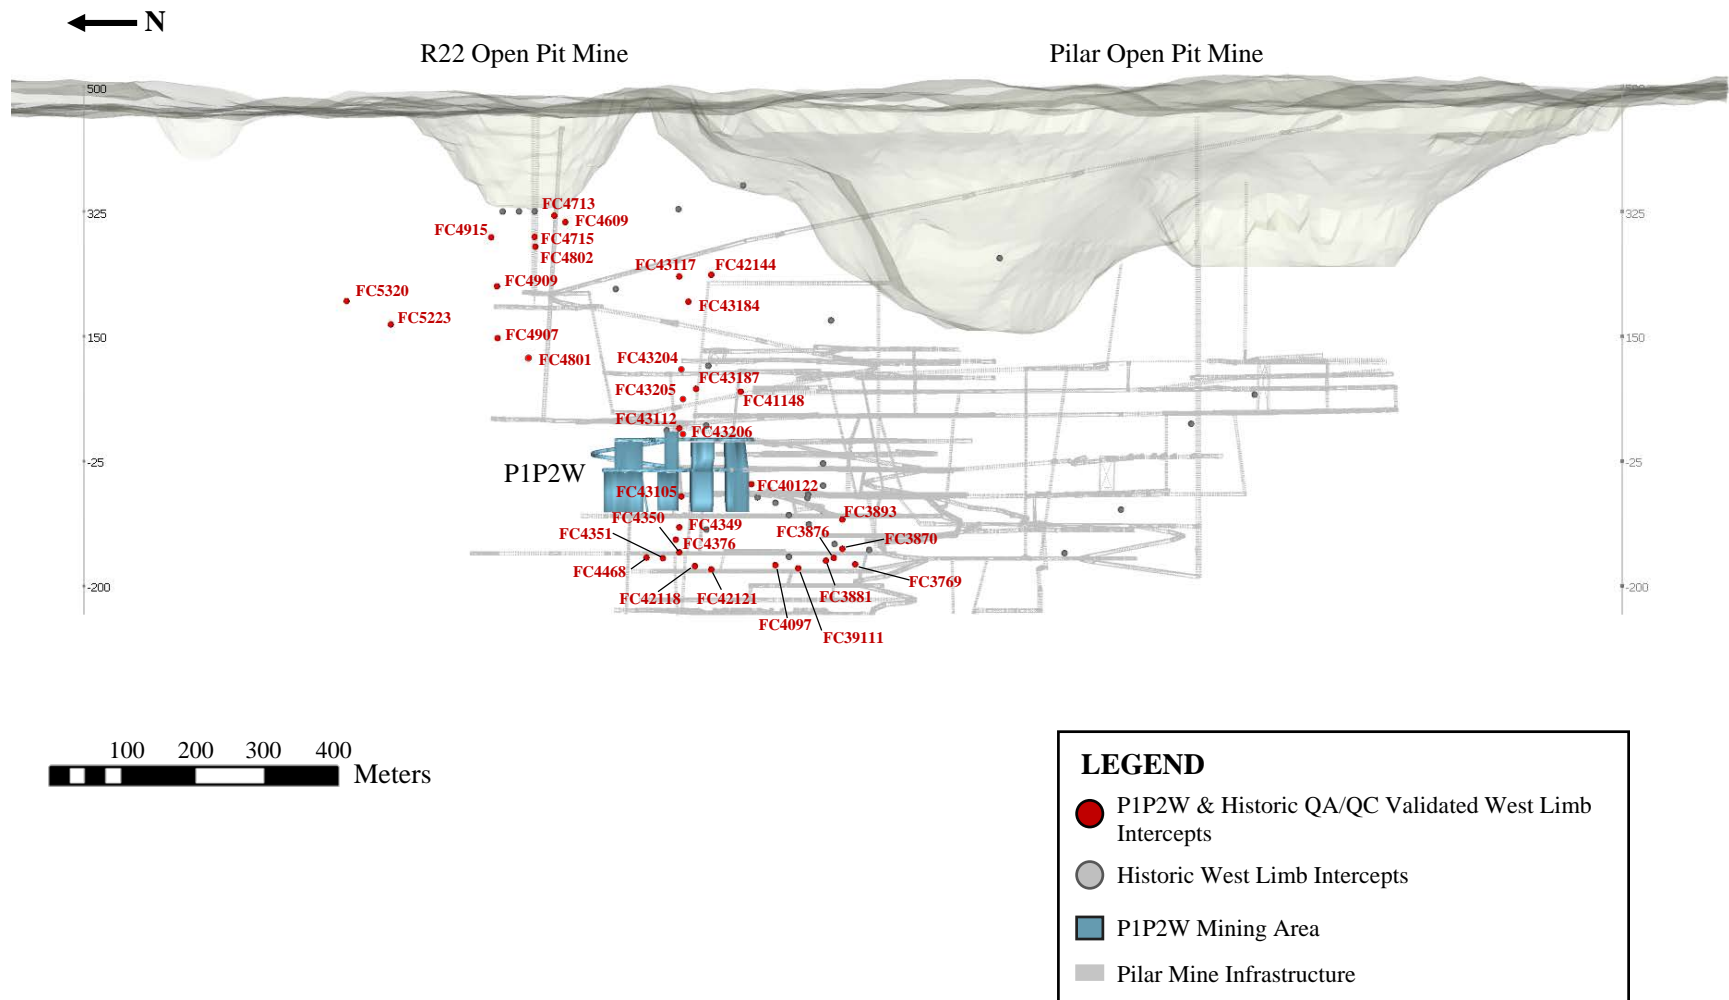 N
R22 Open Pit Mine
Pilar Open Pit Mine
500
325
325
FC4713
FC4609
FC4915
FC4715
FC4802
FC43117
FC42144
FC4909
FC5320
FC43184
FC5223
150
150
FC4907
FC4801
FC43204
FC43187
FC43205
FC41148
FC43112
FC43206
-25
-25
P1P2W
FC43105
FC40122
FC4350
FC4349
FC3893
FC4351
FC3876
FC3870
FC4376
FC4468
FC3769
-200
-200
FC42118
FC42121
FC3881
FC4097
FC39111
100 200 300 400
Meters
LEGEND
P1P2W & Historic QA/QC Validated West Limb
Intercepts
Historic West Limb Intercepts
P1P2W Mining Area
Pilar Mine Infrastructure